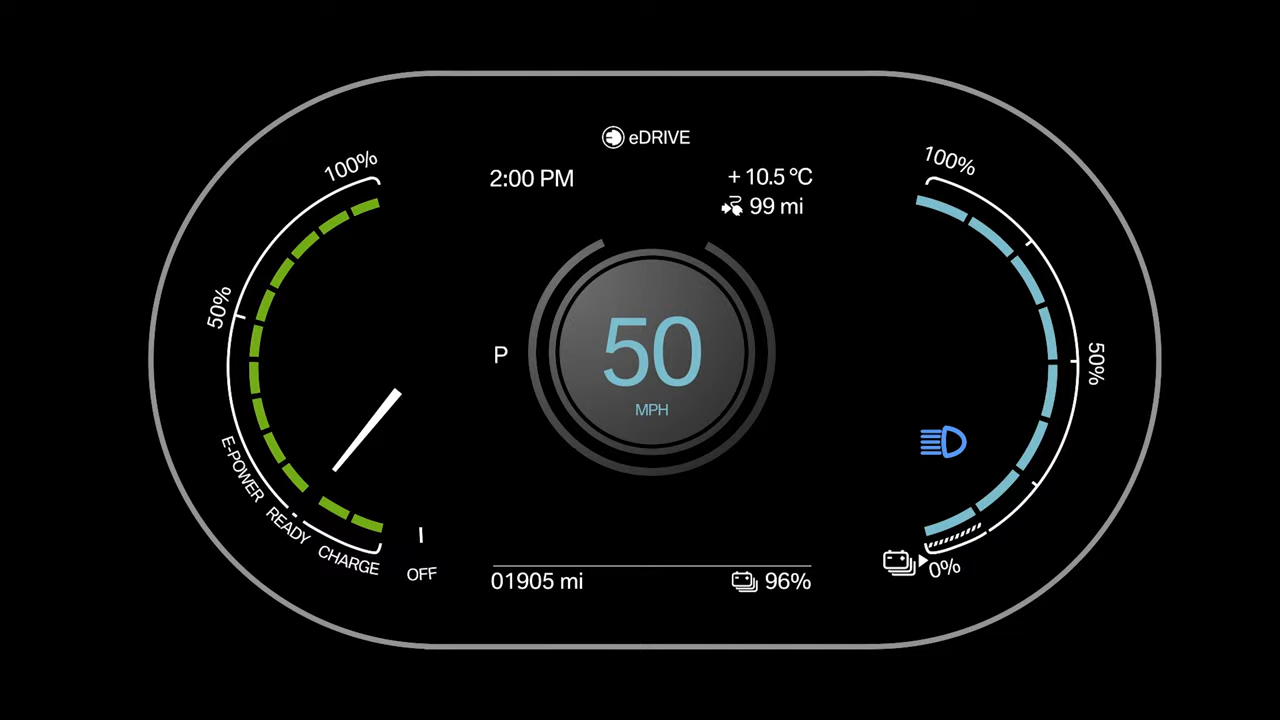 eDRIVE
2:00 PM
+ 10.5 °C
99 mi
100%
50%
E-POWER
READY
CHARGE
OFF
P
50
MPH
100%
50%
0%
01905 mi
96%